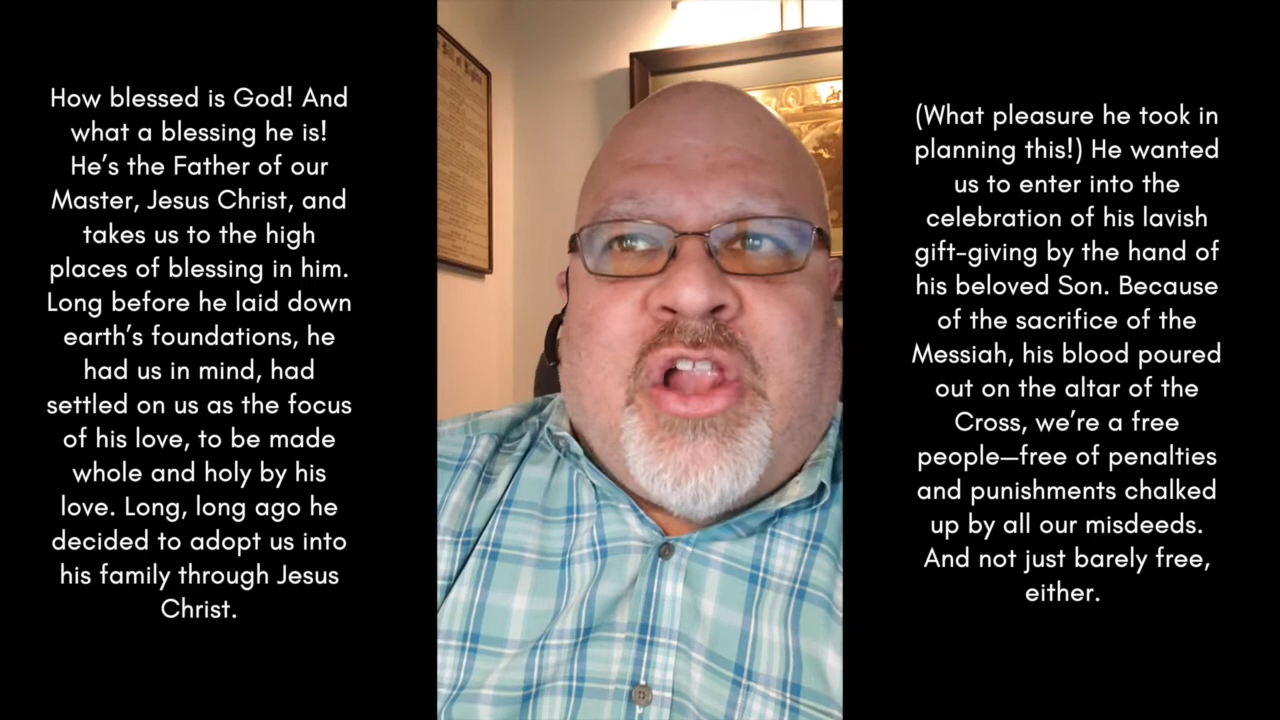 How blessed is God! And
what a blessing he is!
He's the Father of our
Master, Jesus Christ, and
takes us to the high
places of blessing in him.
Long before he laid down
earth's foundations, he
had us in mind, had
settled on us as the focus
of his love, to be made
whole and holy by his
love. Long, long ago he
decided to adopt us into
his family through Jesus
Christ.
(What pleasure he took in
planning this!) He wanted
us to enter into the
celebration of his lavish
gift-giving by the hand of
his beloved Son. Because
of the sacrifice of the
Messiah, his blood poured
out on the altar of the
Cross, we're a free
people—free of penalties
and punishments chalked
up by all our misdeeds.
And not just barely free,
either.